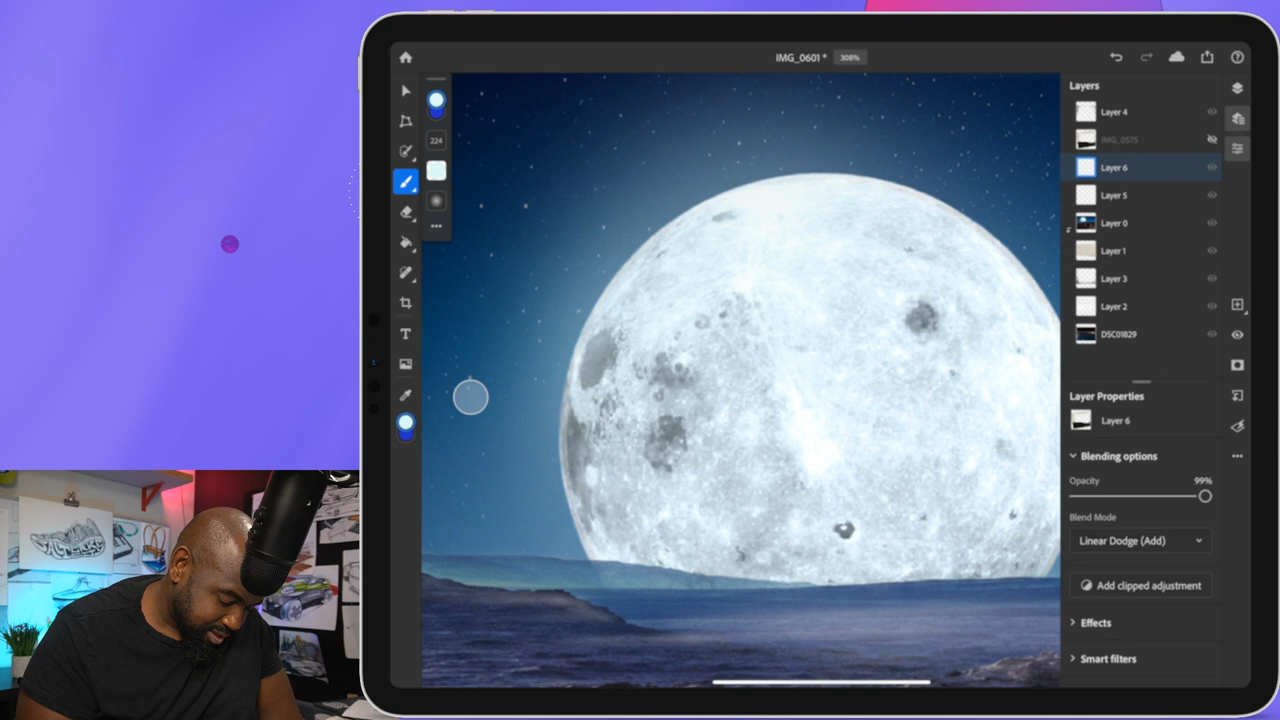 IMG_0601 * 308%
Layers
224
Layer 4
IMG_0575
Layer 6
Layer 5
Layer 0
Layer 1
Layer 3
Layer 2
DSC01829
T
Layer Properties
Layer 6
Blending options
Opacity 99%
Blend Mode
Linear Dodge (Add)
Add clipped adjustment
Effects
Smart filters